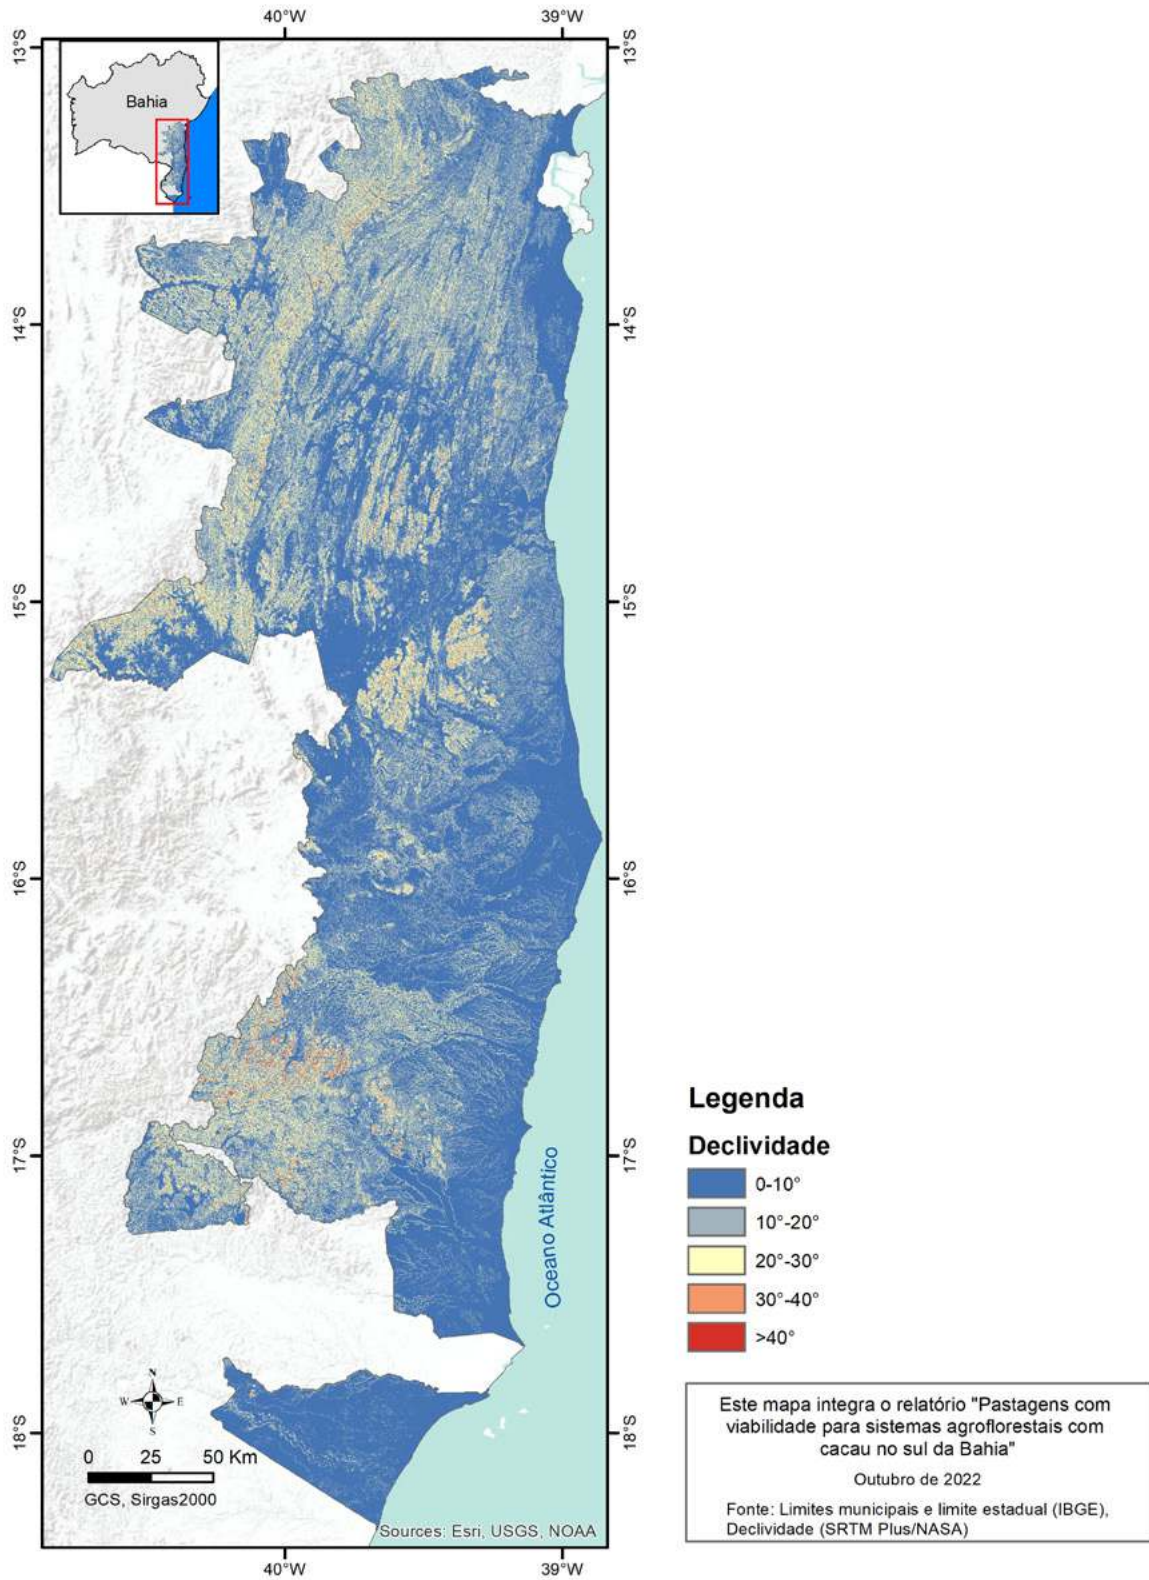 40°W
39°W
13°S
13°S
Bahia
14°S
14°S
15°S
15°S
16°S
16°S
17°S
17°S
Oceano Atlântico
18°S
18°S
N
W
E
S
0 25 50 Km
GCS, Sirgas2000
Sources: Esri, USGS, NOAA
40°W
39°W
Legenda
Declividade
0-10°
10°-20°
20°-30°
30°-40°
>40°
Este mapa integra o relatório "Pastagens com
viabilidade para sistemas agroflorestais com
cacau no sul da Bahia"
Outubro de 2022
Fonte: Limites municipais e limite estadual (IBGE),
Declividade (SRTM Plus/NASA)